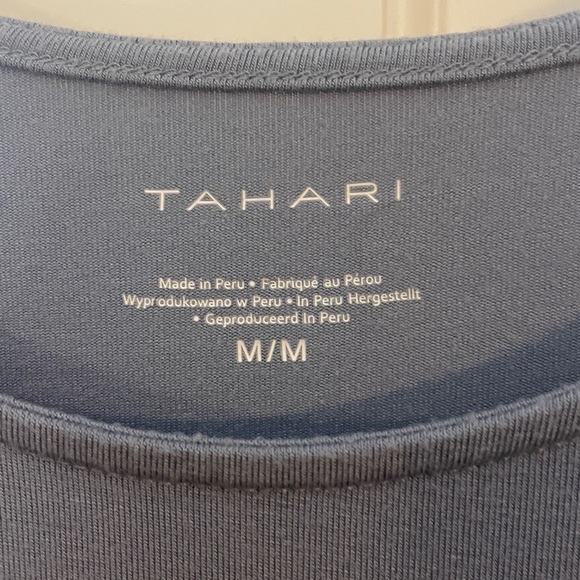 TAHARI
Made in Peru • Fabriqué au Pérou
Wyprodukowano w Peru • In Peru Hergestellt
• Geproduceerd In Peru
M/M